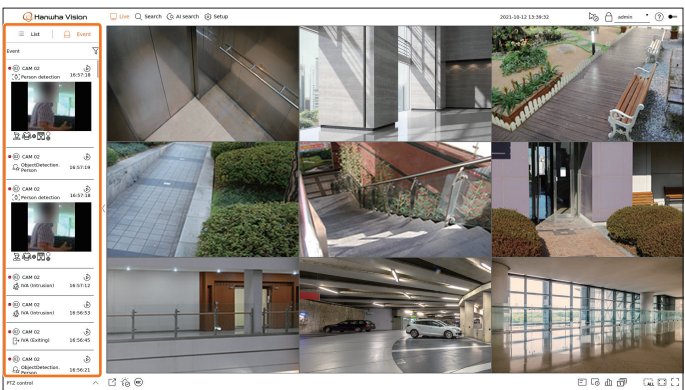 Hanwha Vision
Live Search AI search Setup
2021-10-12 13:39:32
admin
List Event
Event
CAM 02
Person detection 16:57:18
CAM 02
ObjectDetection. Person 16:57:19
CAM 02
Person detection 16:57:18
CAM 02
IVA (Intrusion) 16:57:12
CAM 02
IVA (Intrusion) 16:56:53
CAM 02
IVA (Exiting) 16:56:45
CAM 02
ObjectDetection. Person 16:56:21
PTZ control
ALL